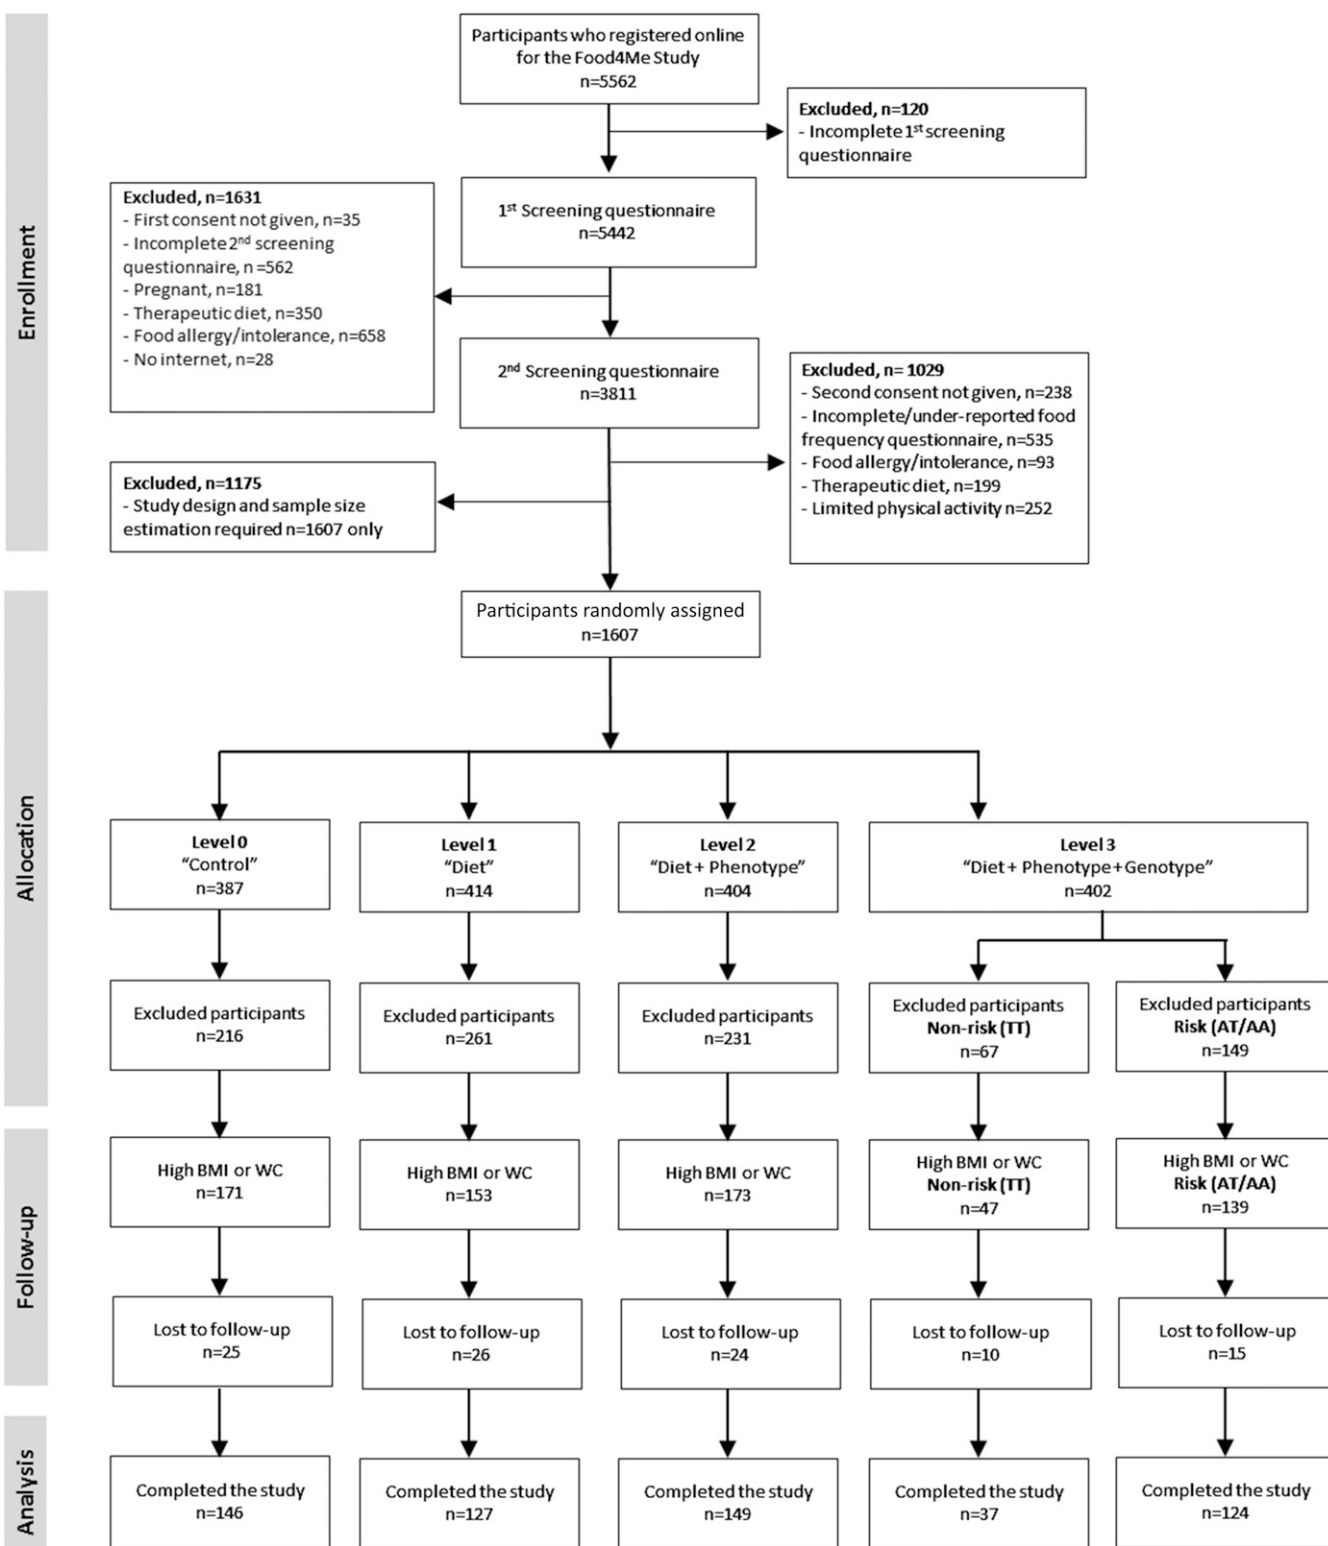 Enrollment
Participants who registered online
for the Food4Me Study
n=5562
Excluded, n=120
- Incomplete 1st screening
questionnaire
Excluded, n=1631
- First consent not given, n=35
- Incomplete 2nd screening
questionnaire, n =562
- Pregnant, n=181
- Therapeutic diet, n=350
- Food allergy/intolerance, n=658
- No internet, n=28
1st Screening questionnaire
n=5442
2nd Screening questionnaire
n=3811
Excluded, n= 1029
- Second consent not given, n=238
- Incomplete/under-reported food
frequency questionnaire, n=535
- Food allergy/intolerance, n=93
- Therapeutic diet, n=199
- Limited physical activity n=252
Excluded, n=1175
- Study design and sample size
estimation required n=1607 only
Participants randomly assigned
n=1607
Allocation
Level 0
“Control”
n=387
Level 1
“Diet”
n=414
Level 2
“Diet + Phenotype”
n=404
Level 3
“Diet + Phenotype + Genotype”
n=402
Excluded participants
n=216
Excluded participants
n=261
Excluded participants
n=231
Excluded participants
Non-risk (TT)
n=67
Excluded participants
Risk (AT/AA)
n=149
Follow-up
High BMI or WC
n=171
High BMI or WC
n=153
High BMI or WC
n=173
High BMI or WC
Non-risk (TT)
n=47
High BMI or WC
Risk (AT/AA)
n=139
Lost to follow-up
n=25
Lost to follow-up
n=26
Lost to follow-up
n=24
Lost to follow-up
n=10
Lost to follow-up
n=15
Analysis
Completed the study
n=146
Completed the study
n=127
Completed the study
n=149
Completed the study
n=37
Completed the study
n=124